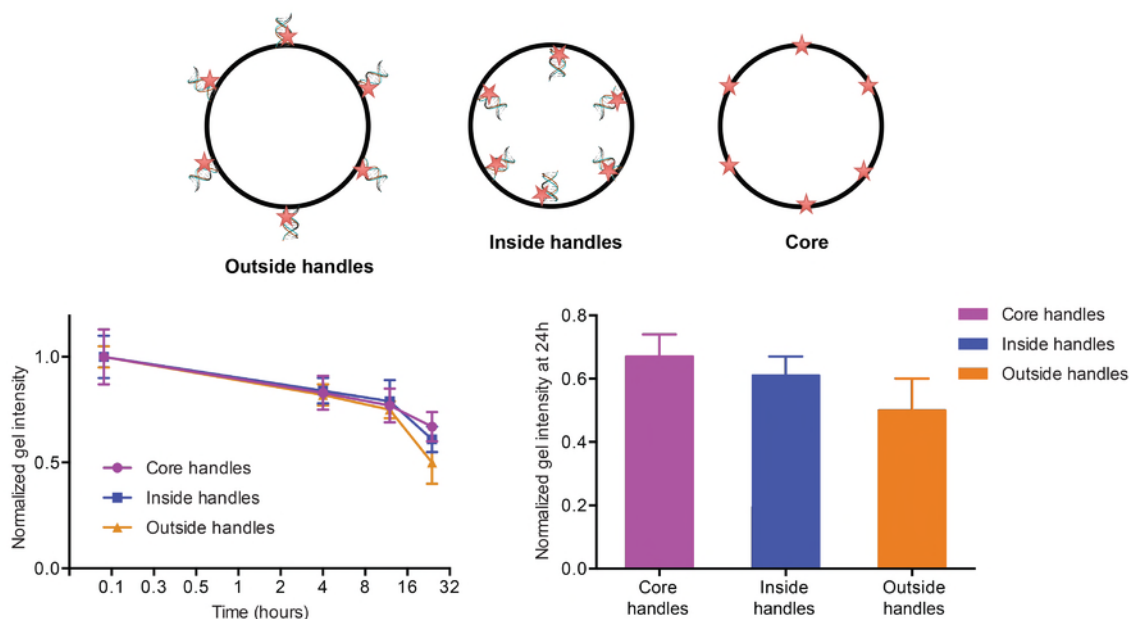 Outside handles
Inside handles
Core
Normalized gel intensity
1.0
0.5
0.0
Core handles
Inside handles
Outside handles
0.1 0.3 0.5 1 2 4 8 16 32
Time (hours)
Normalized gel intensity at 24h
0.8
0.6
0.4
0.2
0.0
Core
handles
Inside
handles
Outside
handles
Core handles
Inside handles
Outside handles